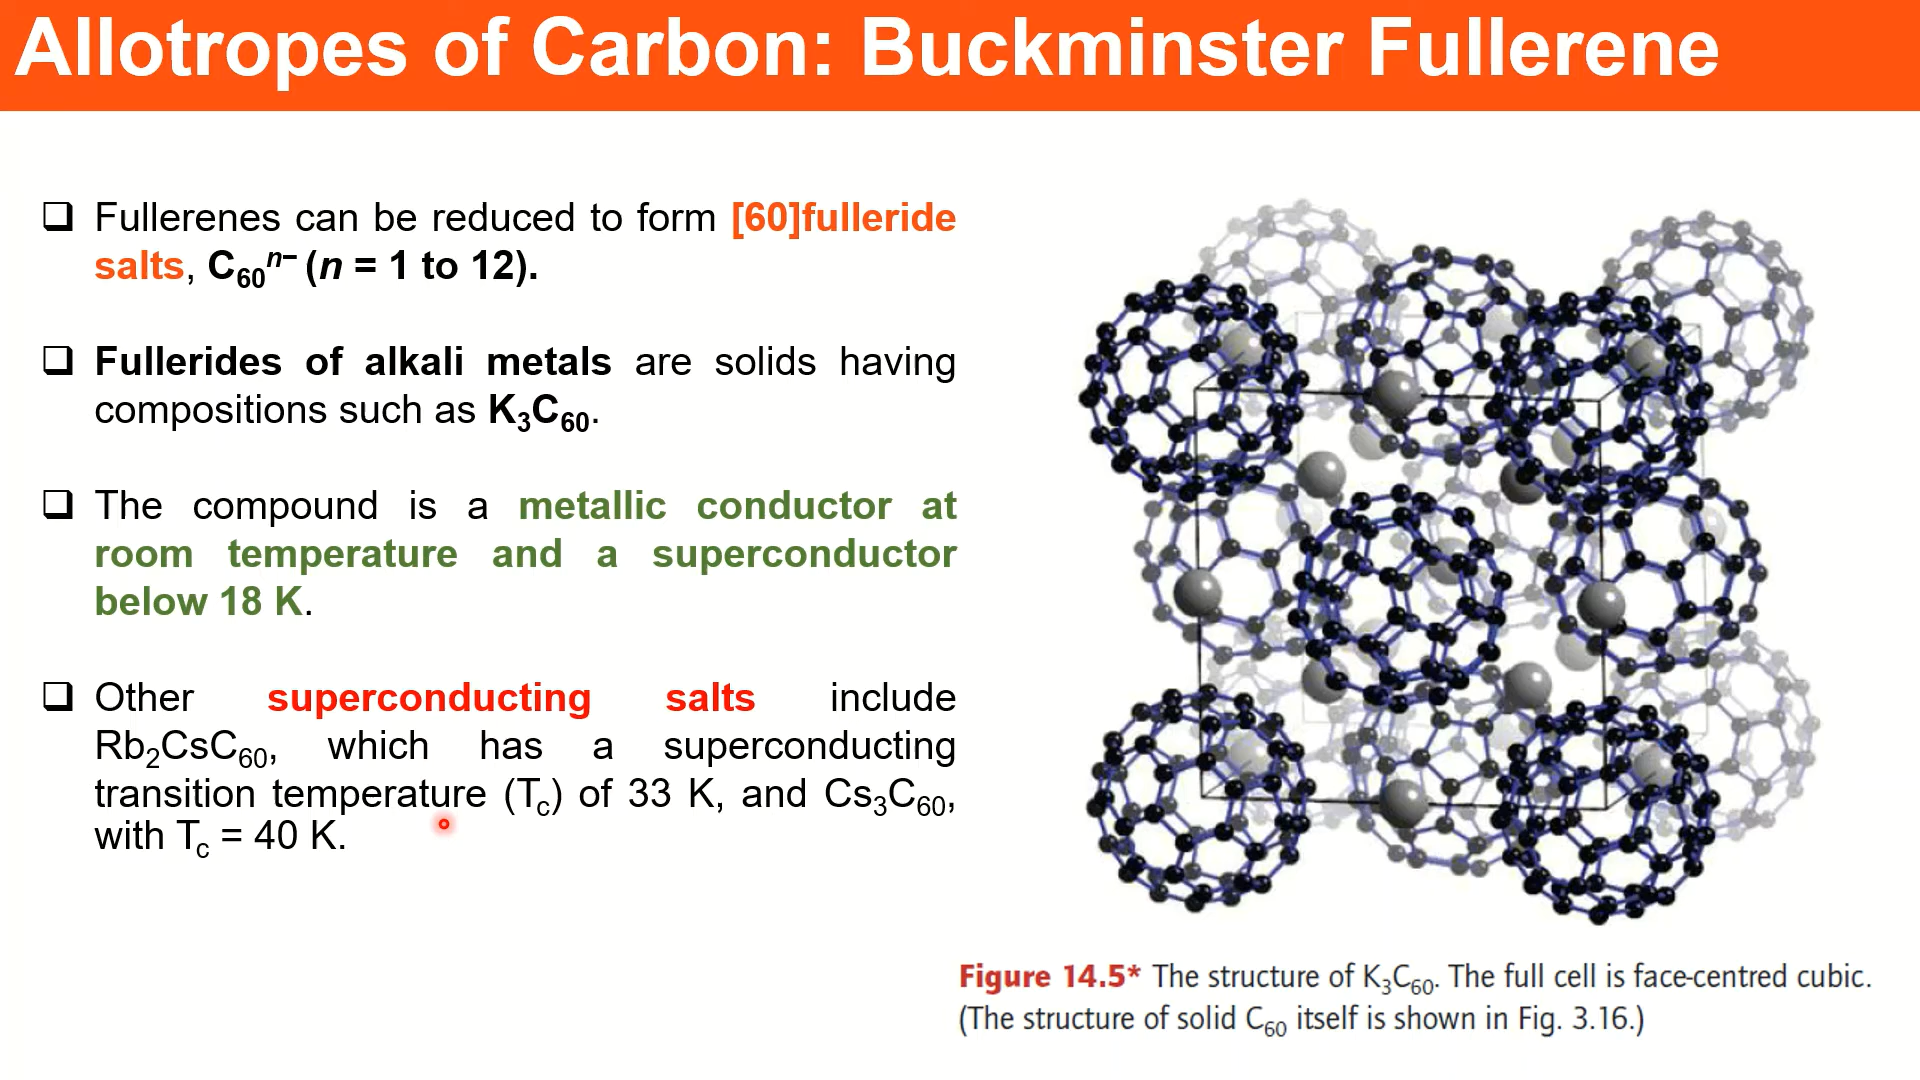 Allotropes of Carbon: Buckminster Fullerene
❑ Fullerenes can be reduced to form [60]fulleride
salts, C₆₀ⁿ⁻ (n = 1 to 12).
❑ Fullerides of alkali metals are solids having
compositions such as K₃C₆₀.
❑ The compound is a metallic conductor at
room temperature and a superconductor
below 18 K.
❑ Other superconducting salts include
Rb₂CsC₆₀, which has a superconducting
transition temperature (Tc) of 33 K, and Cs₃C₆₀,
with Tc = 40 K.
Figure 14.5* The structure of K₃C₆₀. The full cell is face-centred cubic.
(The structure of solid C₆₀ itself is shown in Fig. 3.16.)